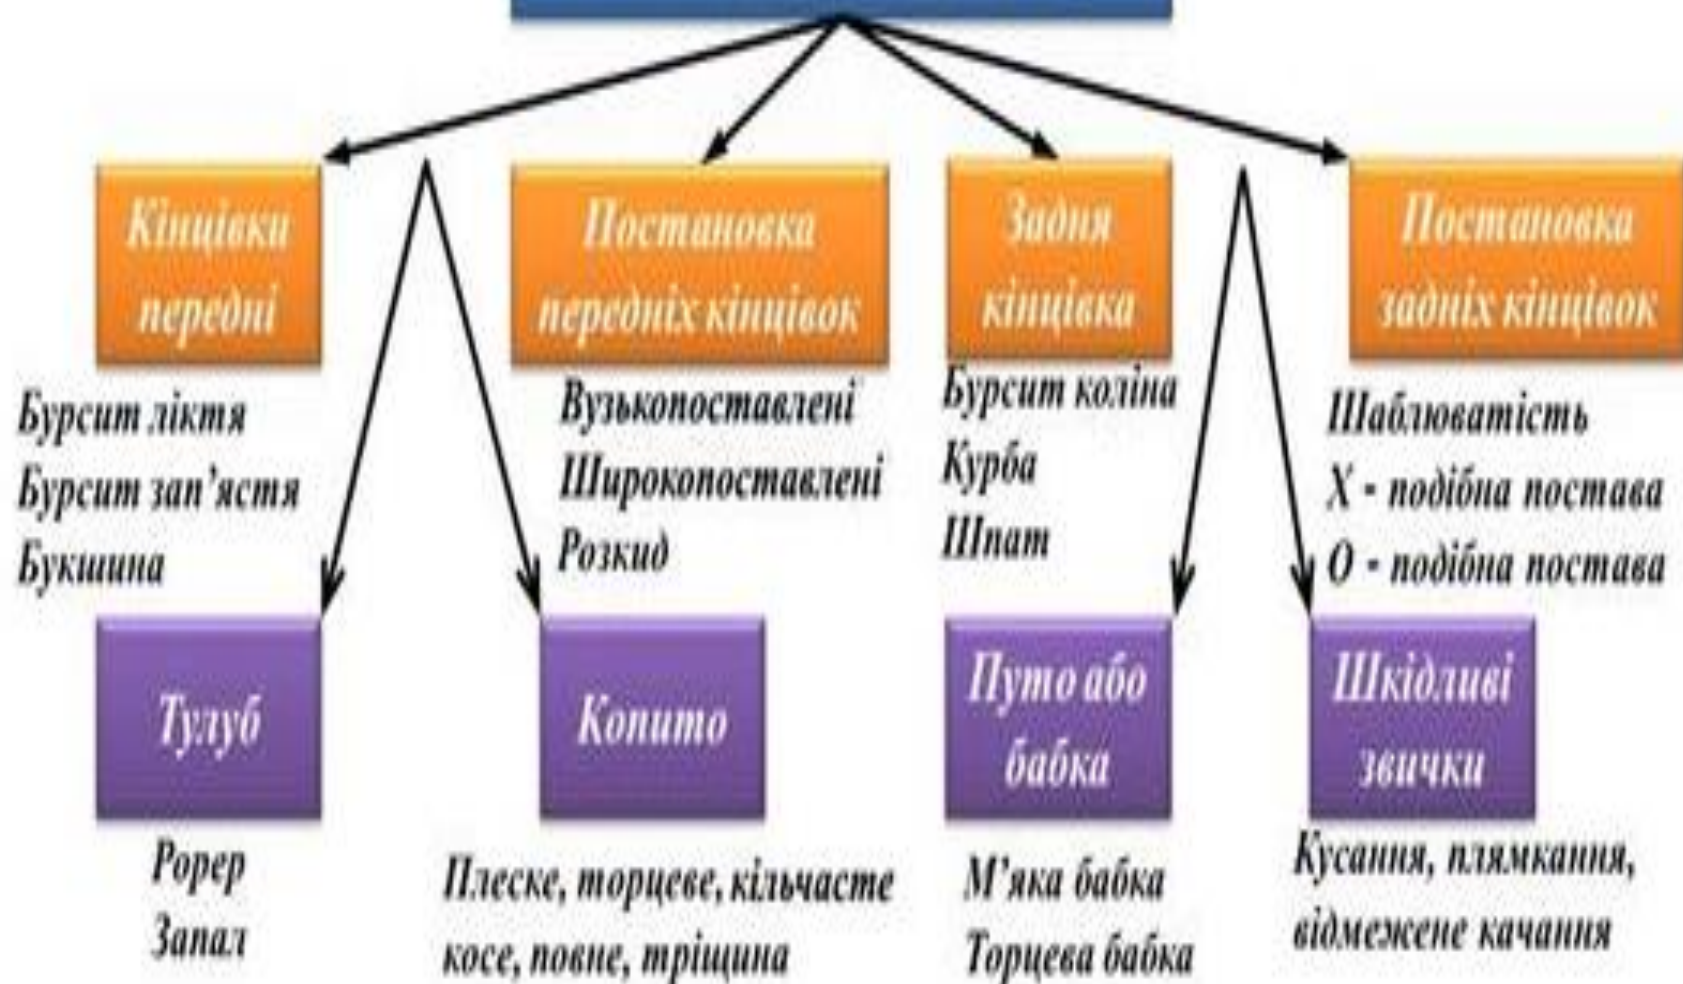 Кінцівки
передні
Постановка
передніх кінцівок
Задня
кінцівка
Постановка
задніх кінцівок
Бурсит ліктя
Бурсит зап’ястя
Букшина
Вузькопоставлені
Широкопоставлені
Розкид
Бурсит коліна
Курба
Шпат
Шаблюватість
Х - подібна постава
О - подібна постава
Тулуб
Копито
Путо або
бабка
Шкідливі
звички
Рорер
Запал
Плеске, торцеве, кільчасте
косе, повне, тріщина
М’яка бабка
Торцева бабка
Кусання, плямкання,
відмежене качання